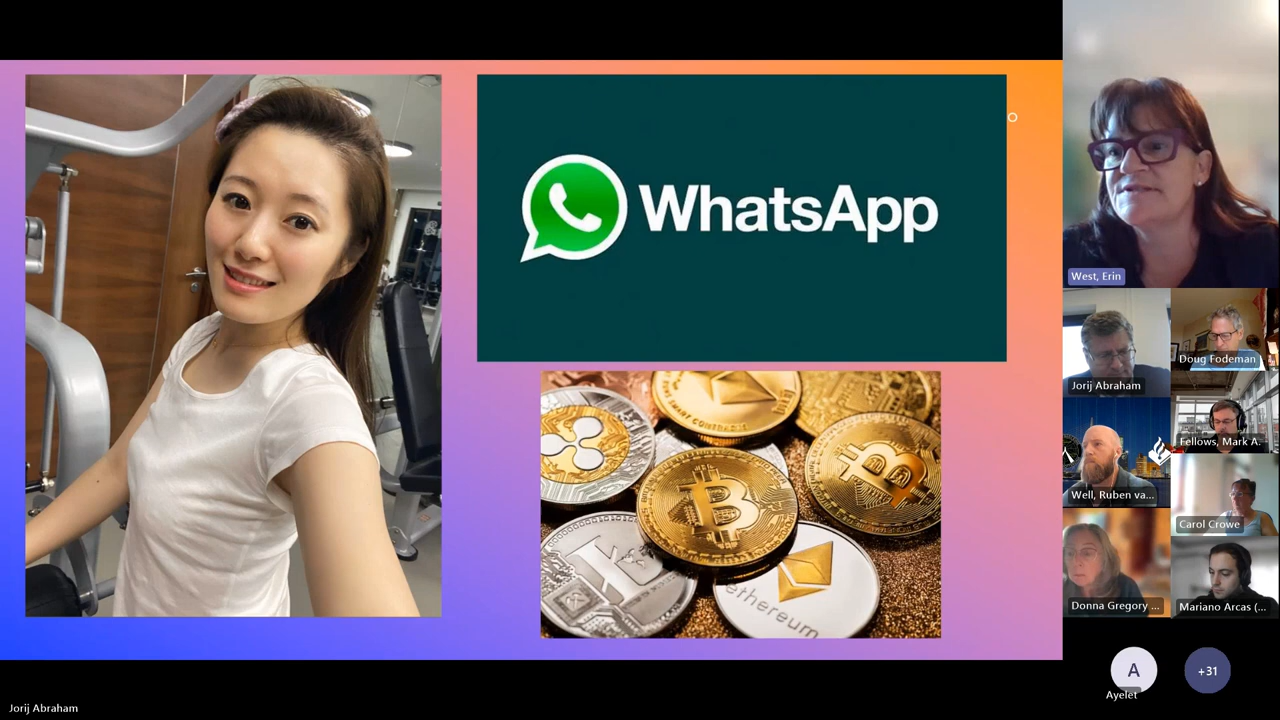 WhatsApp
O
ethereum
West, Erin
Jorij Abraham
Doug Fodeman
Fellows, Mark A.
Well, Ruben va...
Carol Crowe
Donna Gregory ...
Mariano Arcas (...
A
Ayelet
+31
Jorij Abraham